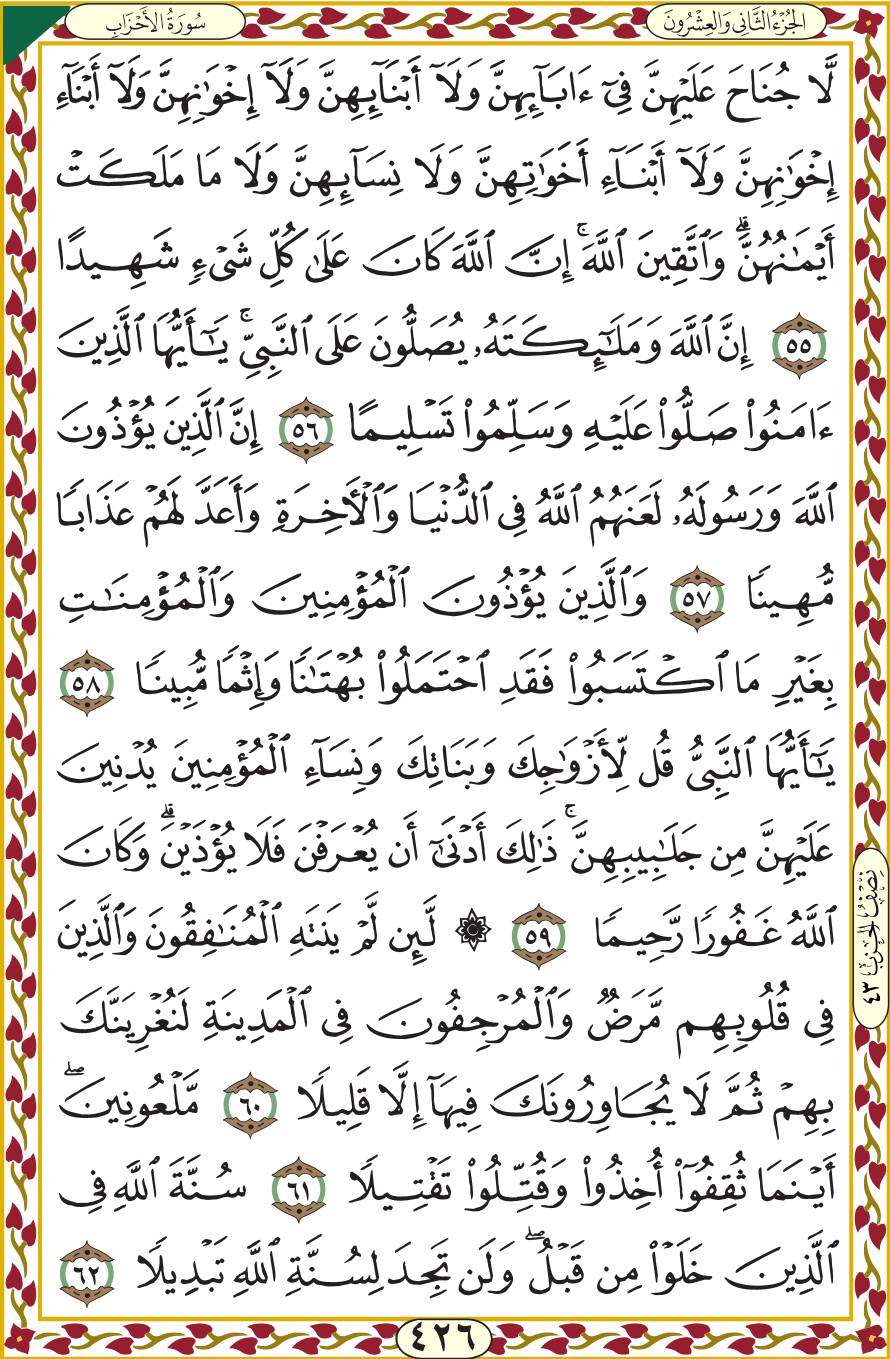 الجُزْءُ الثَّانِي وَالعِشْرُونَ
سُورَةُ الأَحْزَابِ
لَّا جُنَاحَ عَلَيْهِنَّ فِىٓ ءَابَآئِهِنَّ وَلَآ أَبْنَآئِهِنَّ وَلَآ إِخْوَٰنِهِنَّ وَلَآ أَبْنَآءِ
إِخْوَٰنِهِنَّ وَلَآ أَبْنَآءِ أَخَوَٰتِهِنَّ وَلَا نِسَآئِهِنَّ وَلَا مَا مَلَكَتْ
أَيْمَٰنُهُنَّۗ وَٱتَّقِينَ ٱللَّهَۚ إِنَّ ٱللَّهَ كَانَ عَلَىٰ كُلِّ شَىْءٍ شَهِيدًا
٥٥ إِنَّ ٱللَّهَ وَمَلَٰٓئِكَتَهُۥ يُصَلُّونَ عَلَى ٱلنَّبِىِّۚ يَٰٓأَيُّهَا ٱلَّذِينَ
ءَامَنُوا۟ صَلُّوا۟ عَلَيْهِ وَسَلِّمُوا۟ تَسْلِيمًا ٥٦ إِنَّ ٱلَّذِينَ يُؤْذُونَ
ٱللَّهَ وَرَسُولَهُۥ لَعَنَهُمُ ٱللَّهُ فِى ٱلدُّنْيَا وَٱلْأَخِرَةِ وَأَعَدَّ لَهُمْ عَذَابًا
مُّهِينًا ٥٧ وَٱلَّذِينَ يُؤْذُونَ ٱلْمُؤْمِنِينَ وَٱلْمُؤْمِنَٰتِ
بِغَيْرِ مَا ٱكْتَسَبُوا۟ فَقَدِ ٱحْتَمَلُوا۟ بُهْتَٰنًا وَإِثْمًا مُّبِينًا ٥٨
يَٰٓأَيُّهَا ٱلنَّبِىُّ قُل لِّأَزْوَٰجِكَ وَبَنَاتِكَ وَنِسَآءِ ٱلْمُؤْمِنِينَ يُدْنِينَ
عَلَيْهِنَّ مِن جَلَٰبِيبِهِنَّۚ ذَٰلِكَ أَدْنَىٰٓ أَن يُعْرَفْنَ فَلَا يُؤْذَيْنَۗ وَكَانَ
ٱللَّهُ غَفُورًا رَّحِيمًا ٥٩ ۞ لَّئِن لَّمْ يَنتَهِ ٱلْمُنَٰفِقُونَ وَٱلَّذِينَ
فِى قُلُوبِهِم مَّرَضٌ وَٱلْمُرْجِفُونَ فِى ٱلْمَدِينَةِ لَنُغْرِيَنَّكَ
بِهِمْ ثُمَّ لَا يُجَاوِرُونَكَ فِيهَآ إِلَّا قَلِيلًا ٦٠ مَّلْعُونِينَۖ
أَيْنَمَا ثُقِفُوٓا۟ أُخِذُوا۟ وَقُتِّلُوا۟ تَقْتِيلًا ٦١ سُنَّةَ ٱللَّهِ فِى
ٱلَّذِينَ خَلَوْا۟ مِن قَبْلُۖ وَلَن تَجِدَ لِسُنَّةِ ٱللَّهِ تَبْدِيلًا ٦٢
نِصْفُ الحِزْبِ ٤٣
٤٢٦